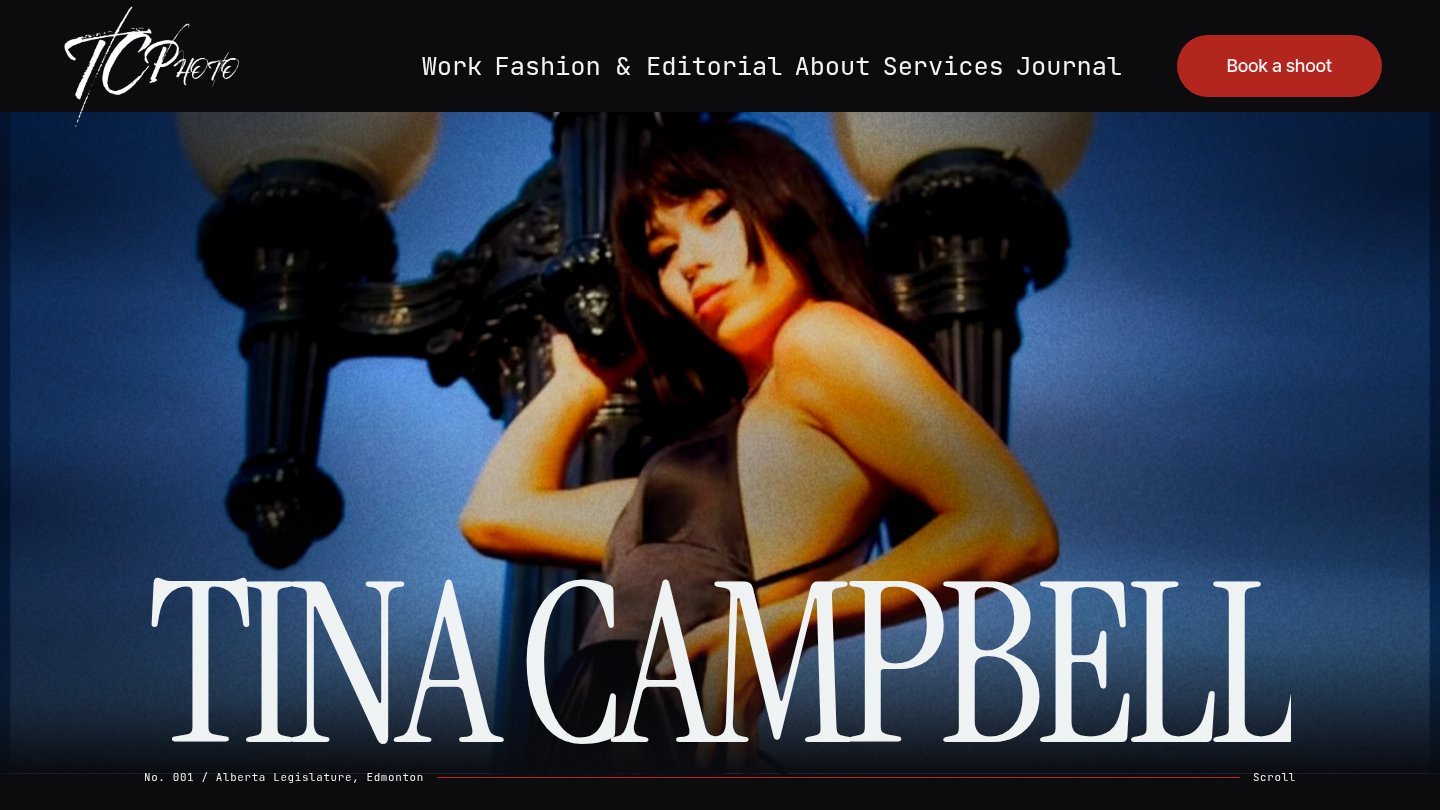 TCPHOTO
Work Fashion & Editorial About Services Journal
Book a shoot
TINA CAMPBELL
No. 001 / Alberta Legislature, Edmonton
Scroll